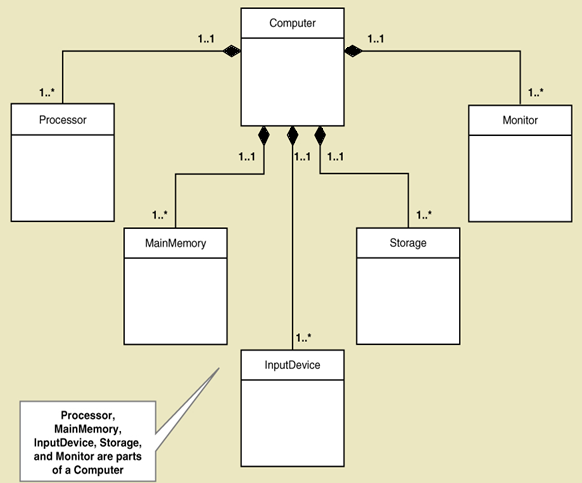 Computer
1..1
1..1
1..*
1..*
Processor
Monitor
1..1
1..1
1..1
1..*
1..*
MainMemory
Storage
1..*
InputDevice
Processor,
MainMemory,
InputDevice, Storage,
and Monitor are parts
of a Computer